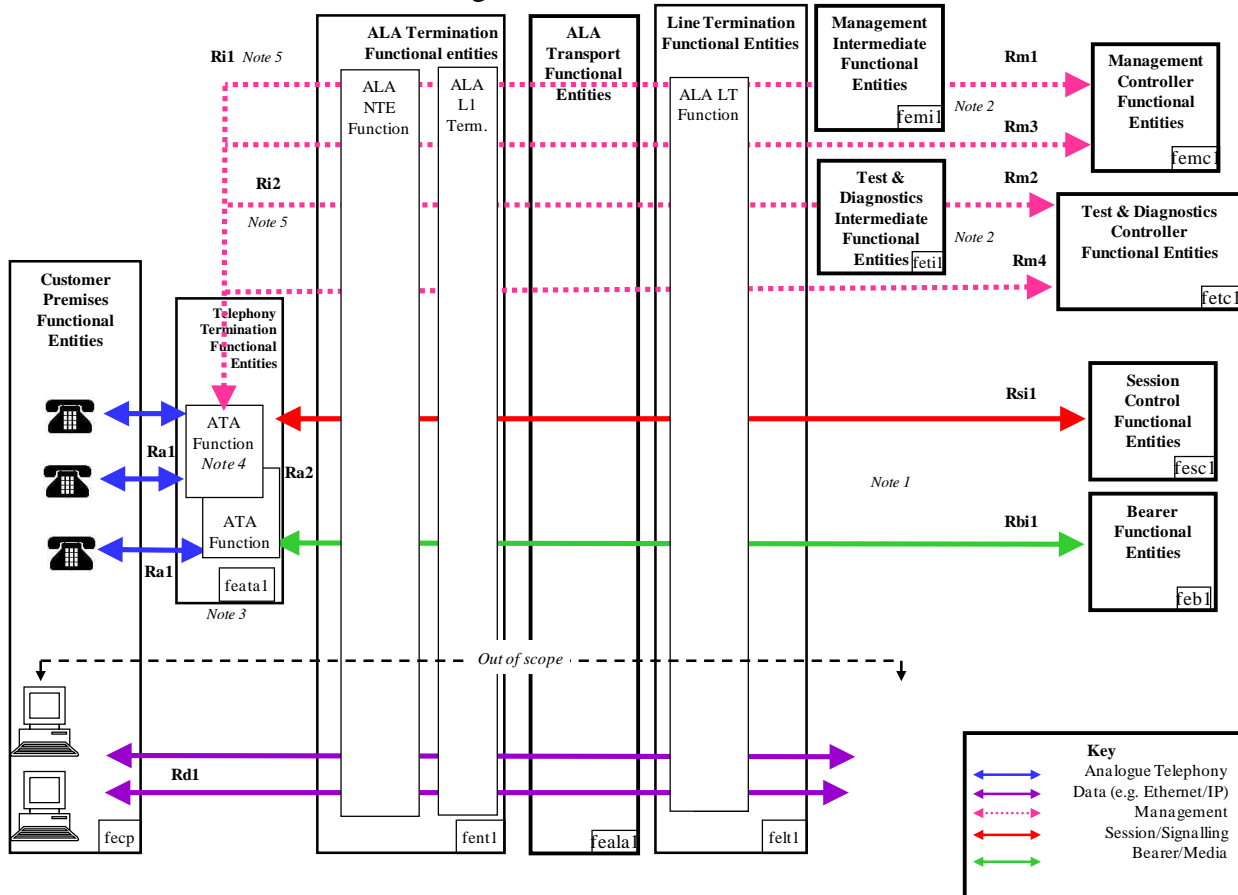 ALA Termination
Functional entities
ALA
Transport
Functional
Entities
Line Termination
Functional Entities
Management
Intermediate
Functional
Entities
femi1
Management
Controller
Functional
Entities
femc1
Ri1 Note 5
Rm1
Note 2
Rm3
ALA
NTE
Function
ALA
L1
Term.
ALA LT
Function
Ri2
Note 5
Test &
Diagnostics
Intermediate
Functional
Entities
feti1
Rm2
Note 2
Rm4
Test & Diagnostics
Controller
Functional Entities
fetc1
Customer
Premises
Functional
Entities
Telephony
Termination
Functional
Entities
ATA
Function
Note 4
Ra1
Ra2
ATA
Function
Ra1
feata1
Note 3
Rsi1
Session
Control
Functional
Entities
fesc1
Note 1
Rbi1
Bearer
Functional
Entities
feb1
Out of scope
Rd1
fecp
fent1
feala1
felt1
Key
Analogue Telephony
Data (e.g. Ethernet/IP)
Management
Session/Signalling
Bearer/Media